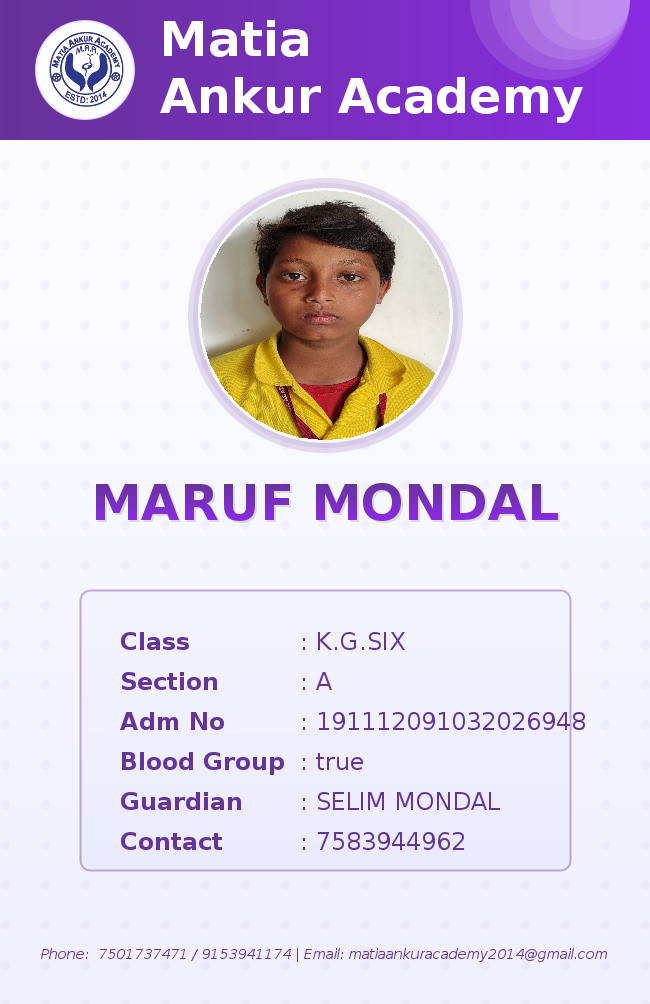 Matia
Ankur Academy
MATIA ANKUR ACADEMY
M.A.A
ESTD: 2014
MARUF MONDAL
Class : K.G.SIX
Section : A
Adm No : 191112091032026948
Blood Group : true
Guardian : SELIM MONDAL
Contact : 7583944962
Phone: 7501737471 / 9153941174 | Email: matiaankuracademy2014@gmail.com